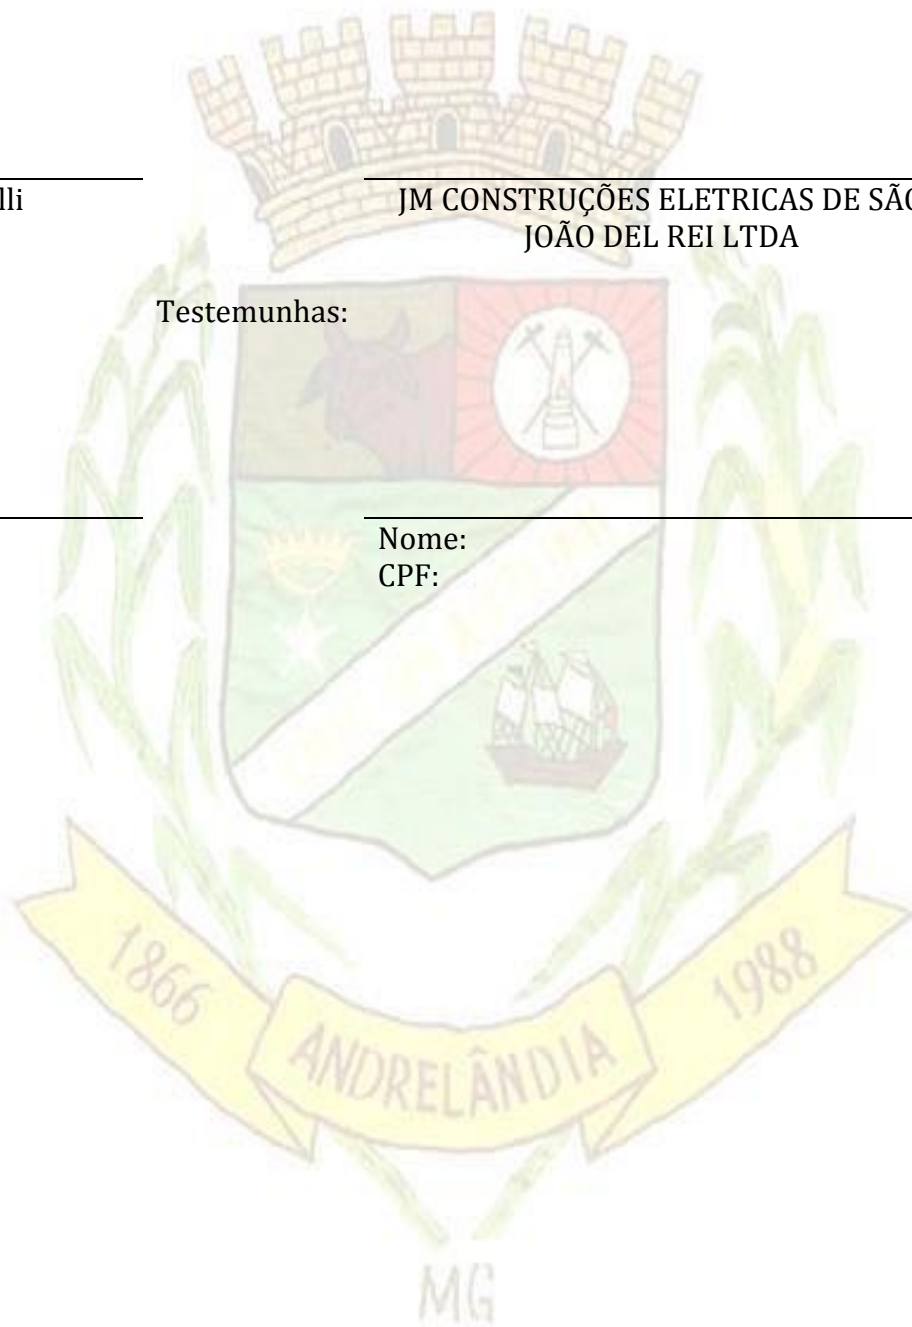 lli
JM CONSTRUÇÕES ELETRICAS DE SÃO
JOÃO DEL REI LTDA
Testemunhas:
Nome:
CPF:
1866
ANDRELÂNDIA
1988
MG